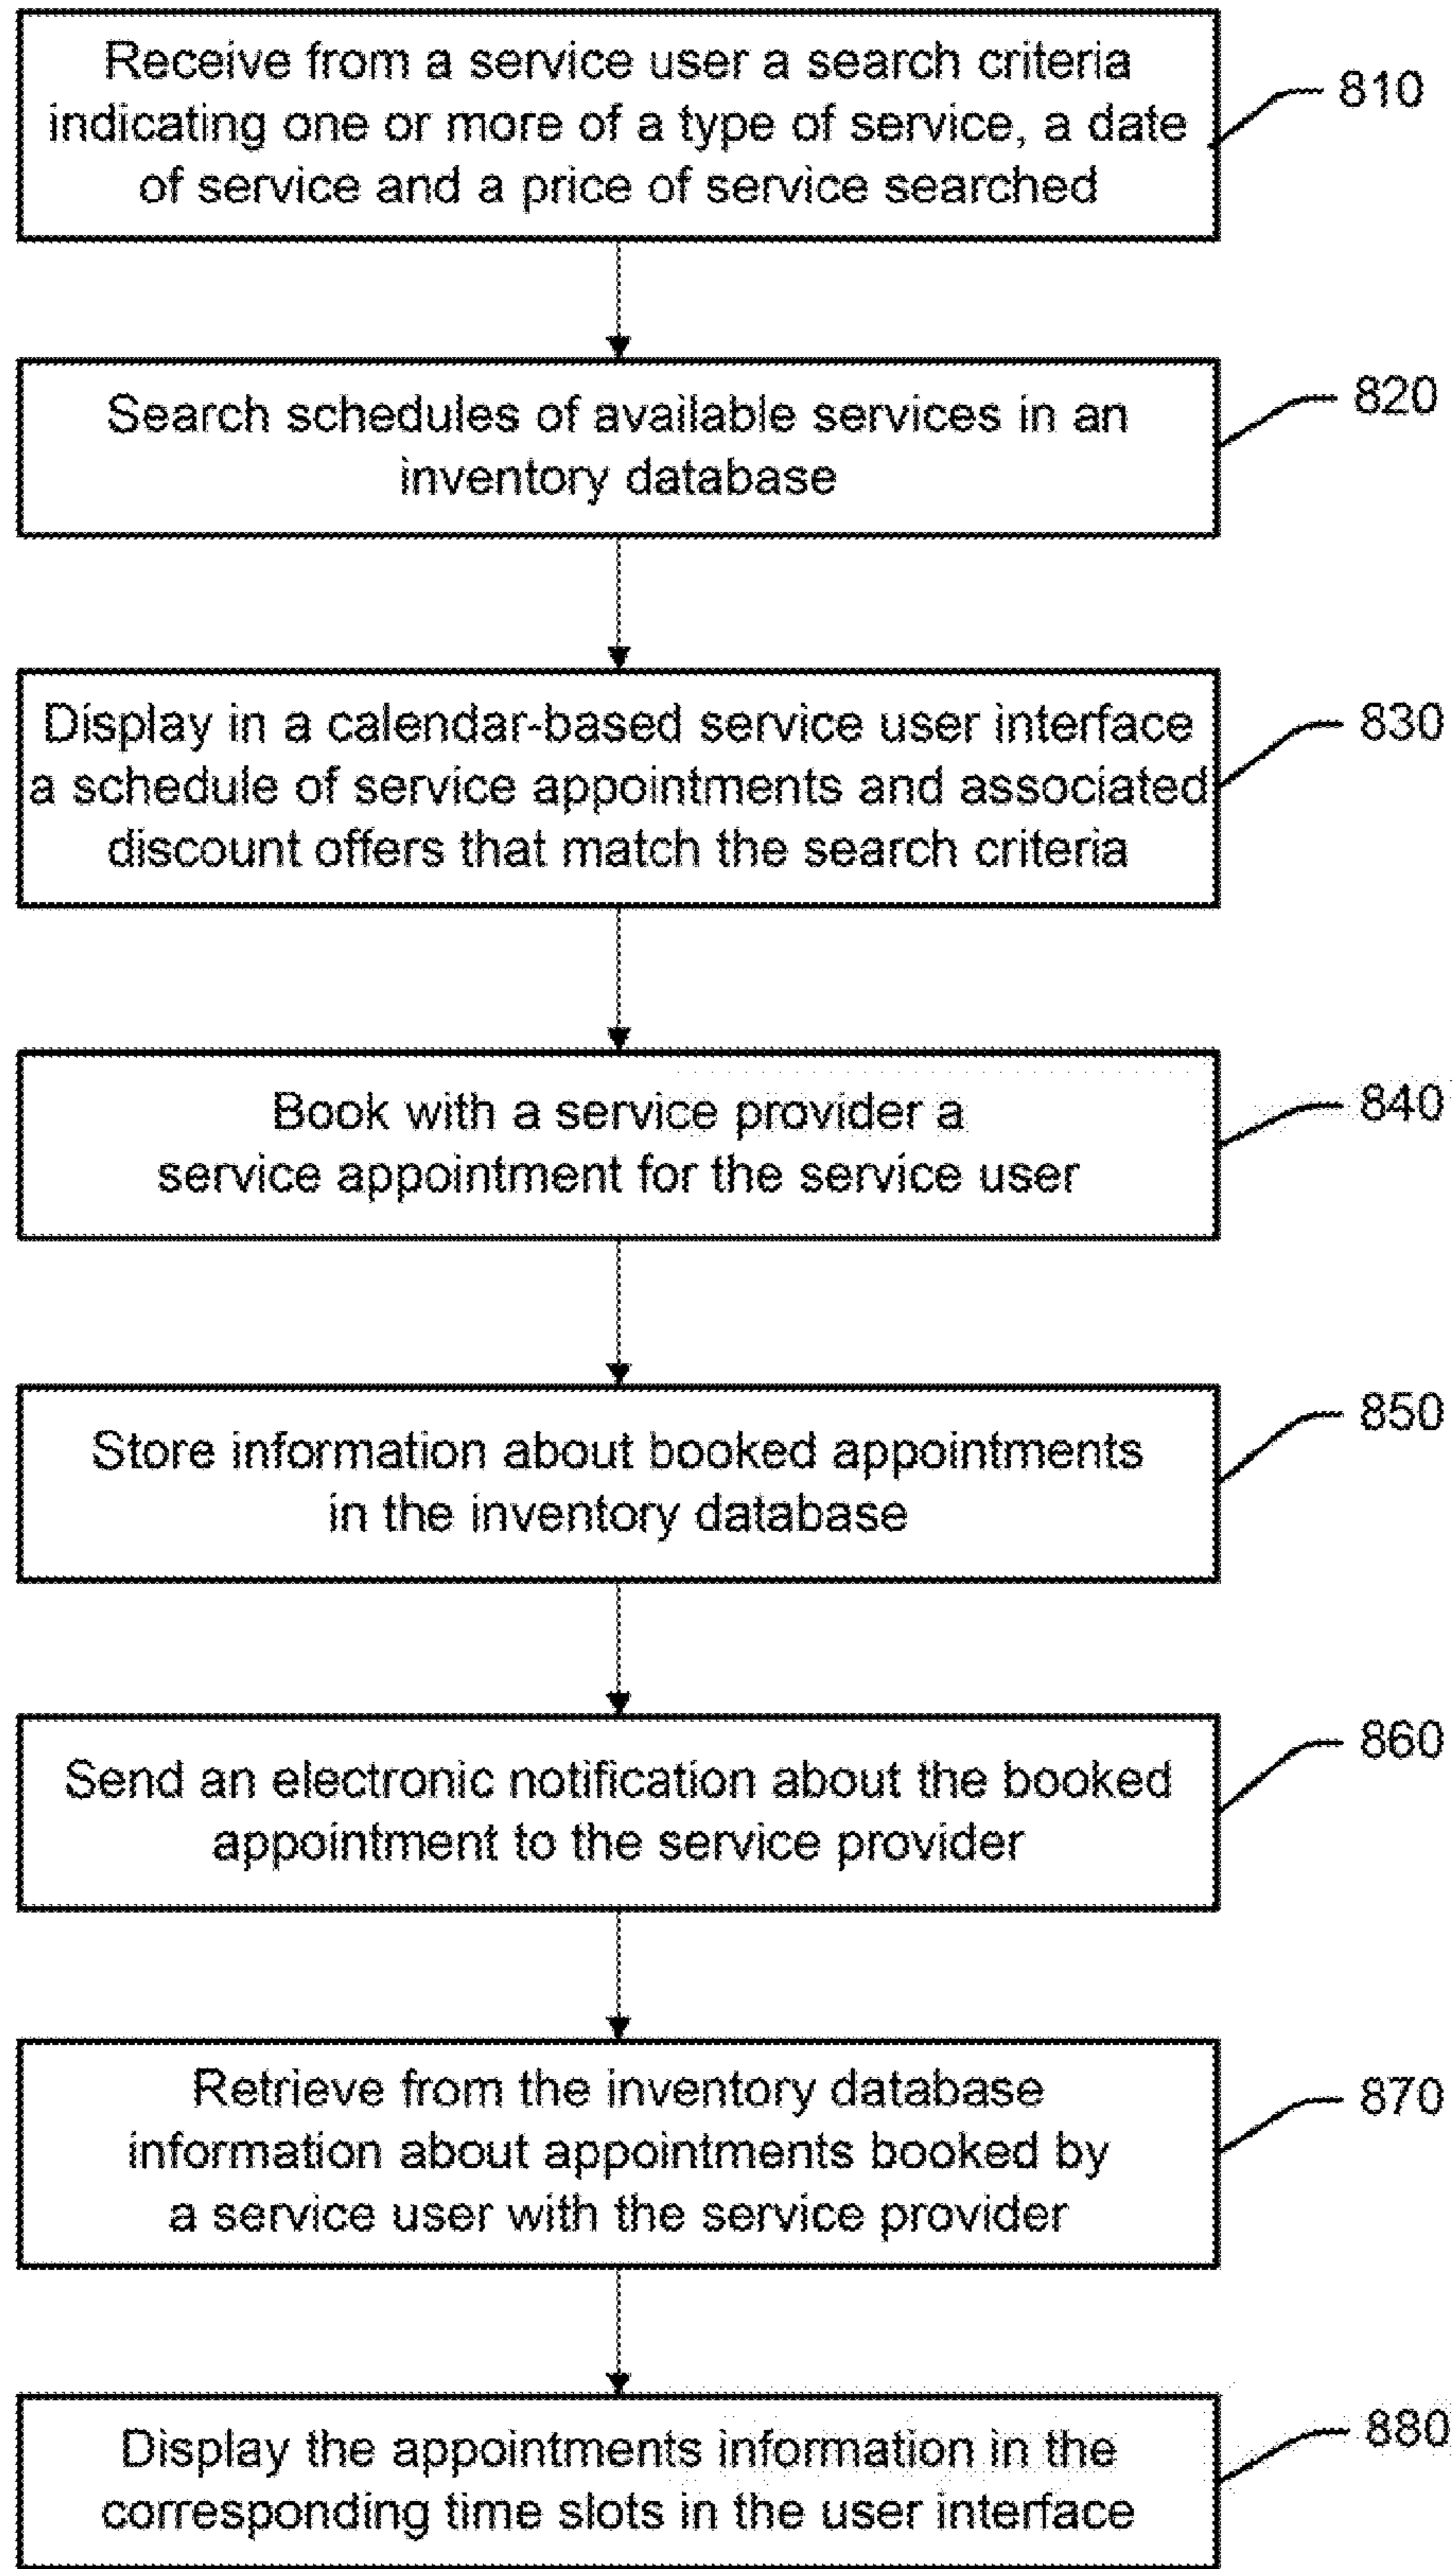 Receive from a service user a search criteria
indicating one or more of a type of service, a date
of service and a price of service searched
810
Search schedules of available services in an
inventory database
820
Display in a calendar-based service user interface
a schedule of service appointments and associated
discount offers that match the search criteria
830
Book with a service provider a
service appointment for the service user
840
Store information about booked appointments
in the inventory database
850
Send an electronic notification about the booked
appointment to the service provider
860
Retrieve from the inventory database
information about appointments booked by
a service user with the service provider
870
Display the appointments information in the
corresponding time slots in the user interface
880